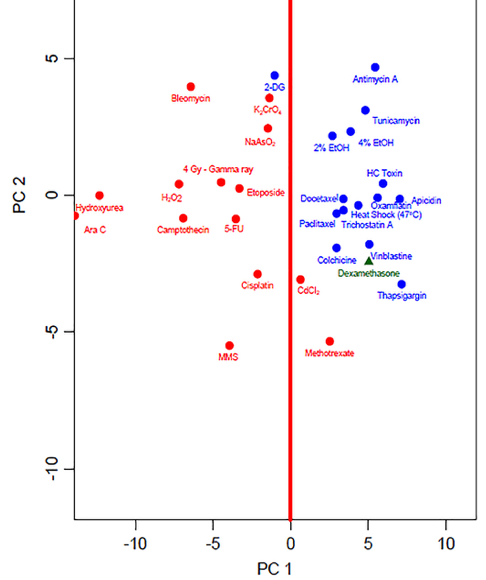 5
Antimycin A
2-DG
Bleomycin
K₂CrO₄
Tunicamycin
NaAsO₂
2% EtOH
4% EtOH
4 Gy - Gamma ray
HC Toxin
PC 2
0
H₂O2
Etoposide
Docetaxel
Oxamflatin
Apicidin
Hydroxyurea
Heat Shock (47°C)
Ara C
Camptothecin
5-FU
Paclitaxel
Trichostatin A
Colchicine
Vinblastine
Dexamethasone
Cisplatin
CdCl₂
Thapsigargin
-5
MMS
Methotrexate
-10
-10
-5
0
5
10
PC 1